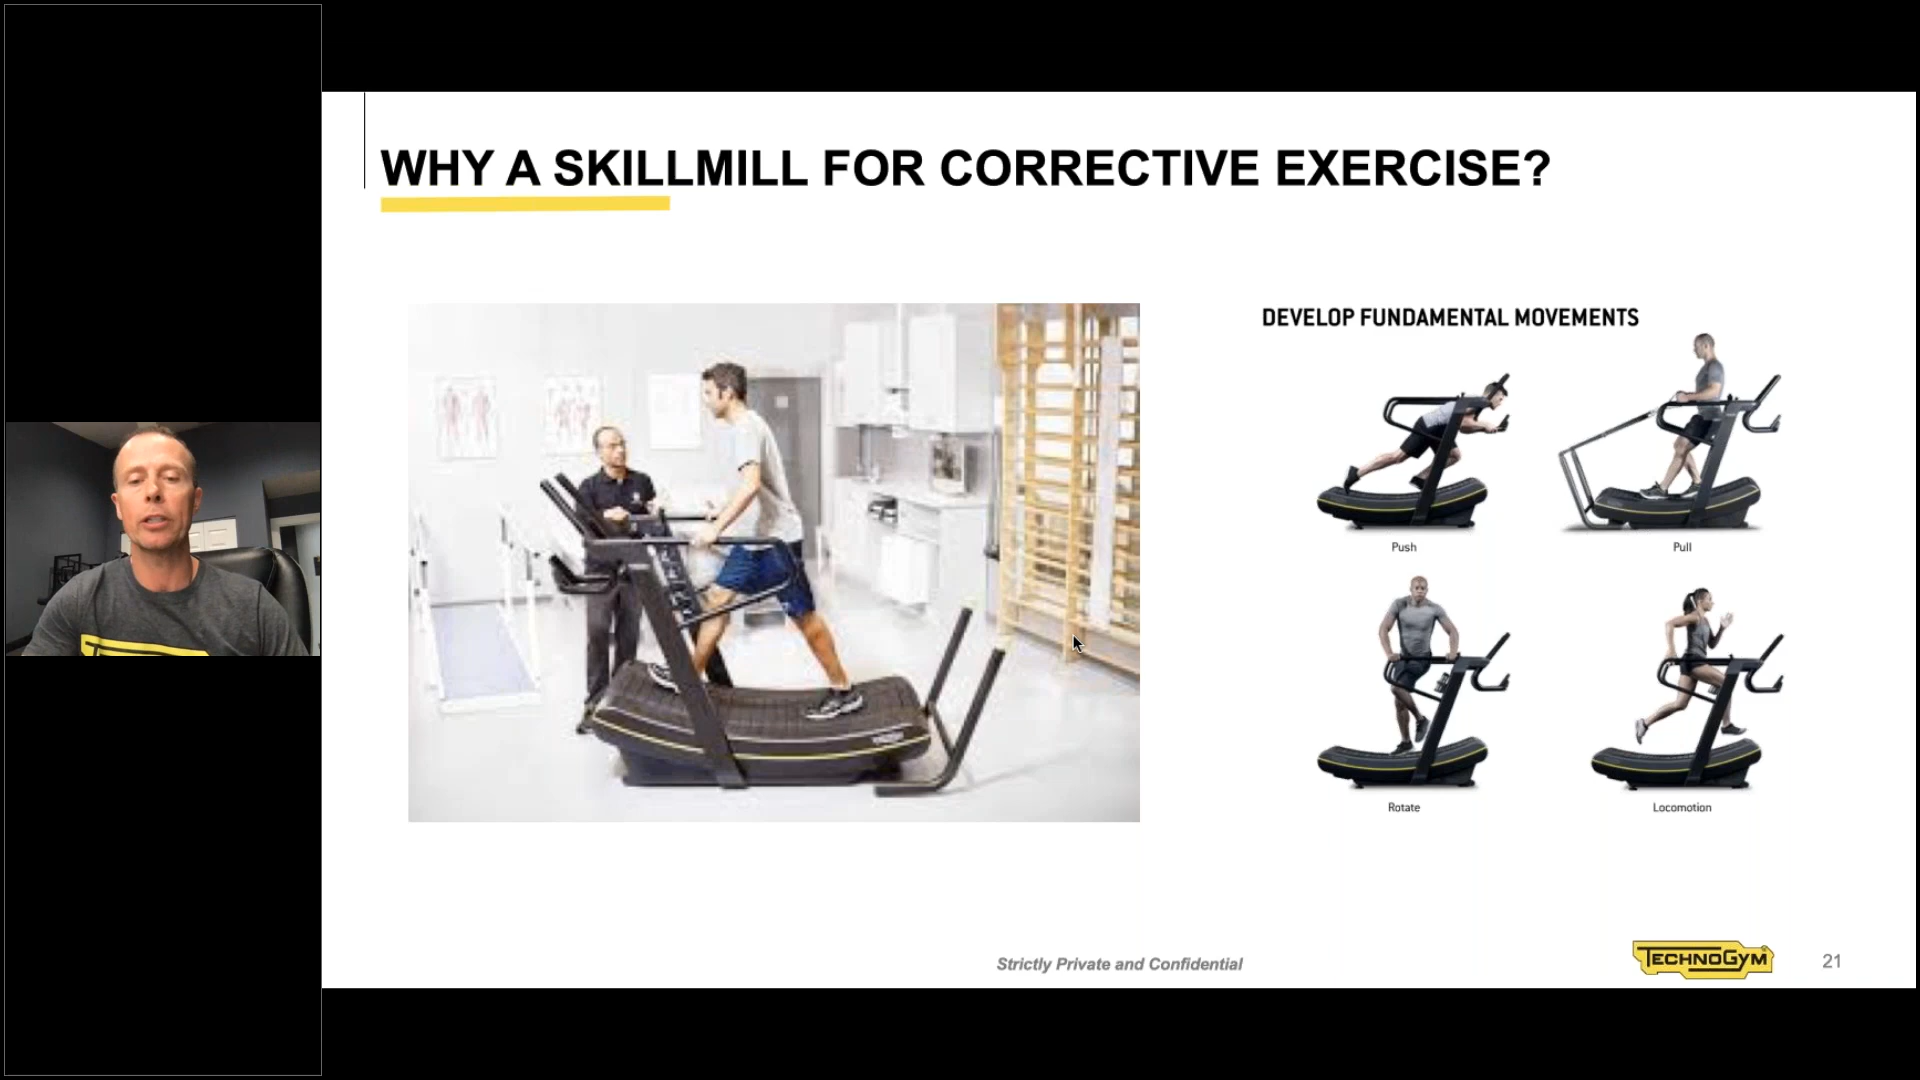 WHY A SKILLMILL FOR CORRECTIVE EXERCISE?
DEVELOP FUNDAMENTAL MOVEMENTS
Push
Pull
Rotate
Locomotion
Strictly Private and Confidential
TECHNOGYM
21